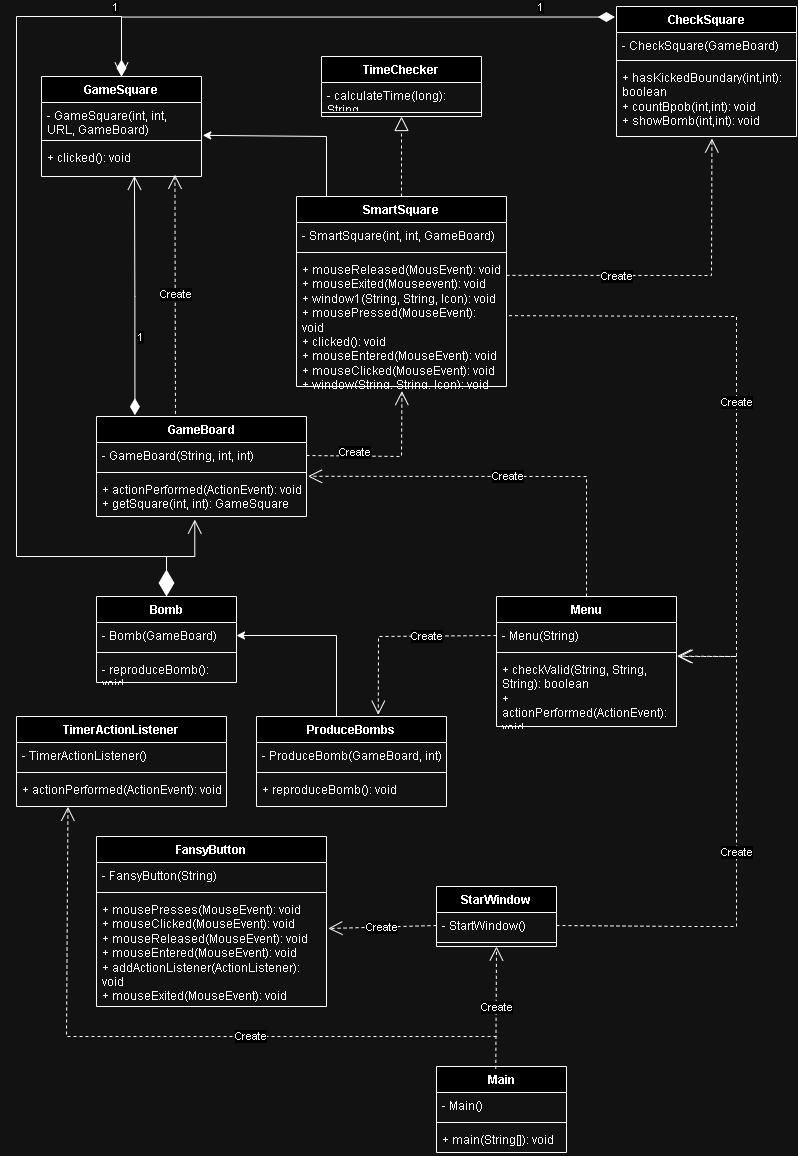 1
1
CheckSquare
- CheckSquare(GameBoard)
+ hasKickedBoundary(int,int):
boolean
+ countBpob(int,int): void
+ showBomb(int,int): void
GameSquare
- GameSquare(int, int,
URL, GameBoard)
+ clicked(): void
TimeChecker
- calculateTime(long):
String
SmartSquare
- SmartSquare(int, int, GameBoard)
+ mouseReleased(MousEvent): void
+ mouseExited(Mouseevent): void
+ window1(String, String, Icon): void
+ mousePressed(MouseEvent):
void
+ clicked(): void
+ mouseEntered(MouseEvent): void
+ mouseClicked(MouseEvent): void
+ window(String, String, Icon): void
Create
Create
1
Create
GameBoard
- GameBoard(String, int, int)
+ actionPerformed(ActionEvent): void
+ getSquare(int, int): GameSquare
Create
Create
Bomb
- Bomb(GameBoard)
- reproduceBomb():
void
Create
Menu
- Menu(String)
+ checkValid(String, String,
String): boolean
+
actionPerformed(ActionEvent):
void
TimerActionListener
- TimerActionListener()
+ actionPerformed(ActionEvent): void
ProduceBombs
- ProduceBomb(GameBoard, int)
+ reproduceBomb(): void
FansyButton
- FansyButton(String)
+ mousePresses(MouseEvent): void
+ mouseClicked(MouseEvent): void
+ mouseReleased(MouseEvent): void
+ mouseEntered(MouseEvent): void
+ addActionListener(ActionListener):
void
+ mouseExited(MouseEvent): void
Create
Create
StarWindow
- StartWindow()
Create
Create
Main
- Main()
+ main(String[]): void